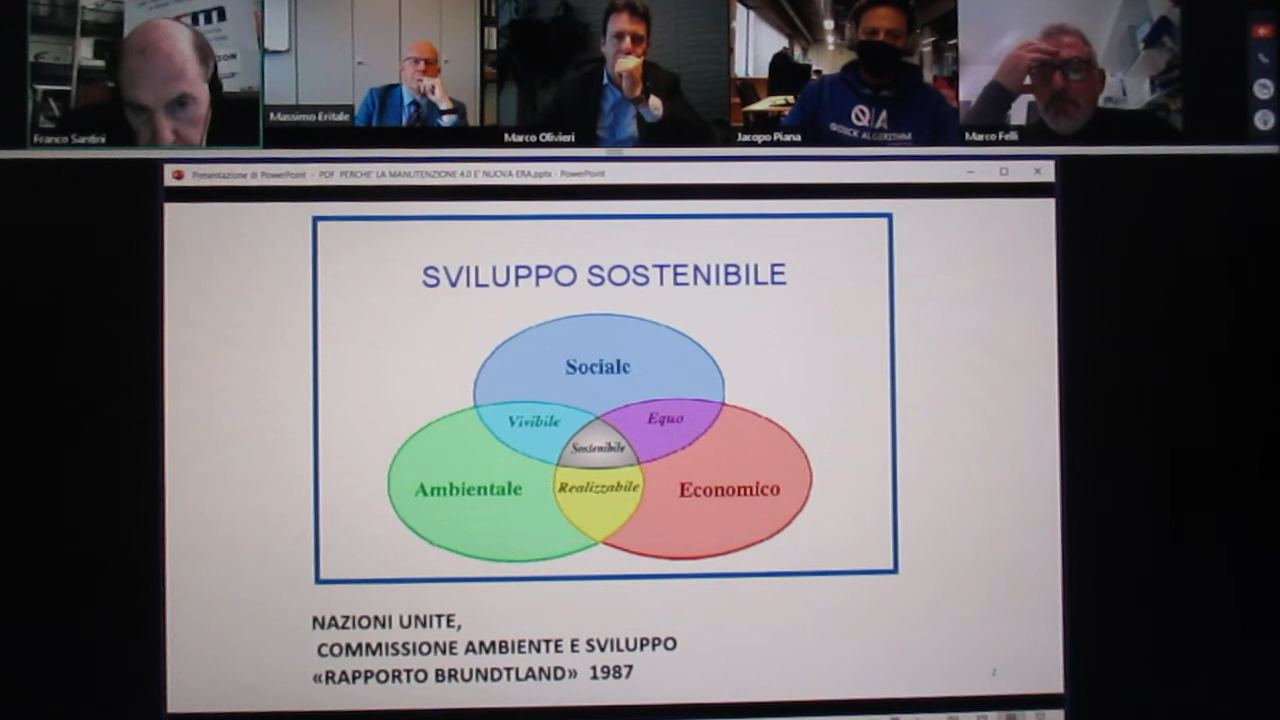 Franco Santini
Massimo Eritale
Marco Olivieri
Jacopo Piana
Marco Felli
Presentazione di PowerPoint - PDF PERCHE' LA MANUTENZIONE 4.0 E' NUOVA ERA.pptx - PowerPoint
SVILUPPO SOSTENIBILE
Sociale
Vivibile
Equo
Sostenibile
Ambientale
Realizzabile
Economico
NAZIONI UNITE,
COMMISSIONE AMBIENTE E SVILUPPO
«RAPPORTO BRUNDTLAND» 1987
2